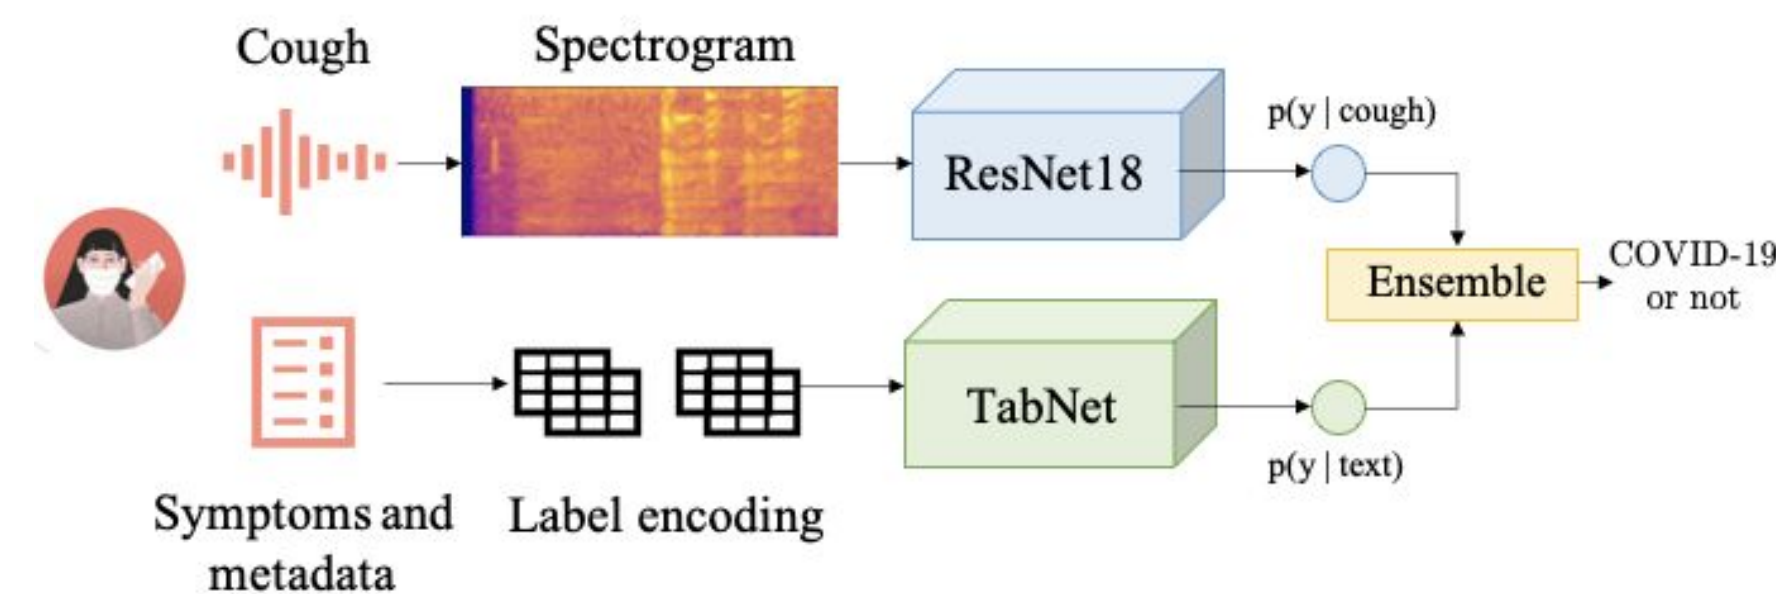 Cough
Spectrogram
ResNet18
p(y | cough)
Ensemble
COVID-19
or not
Symptoms and
metadata
Label encoding
TabNet
p(y | text)